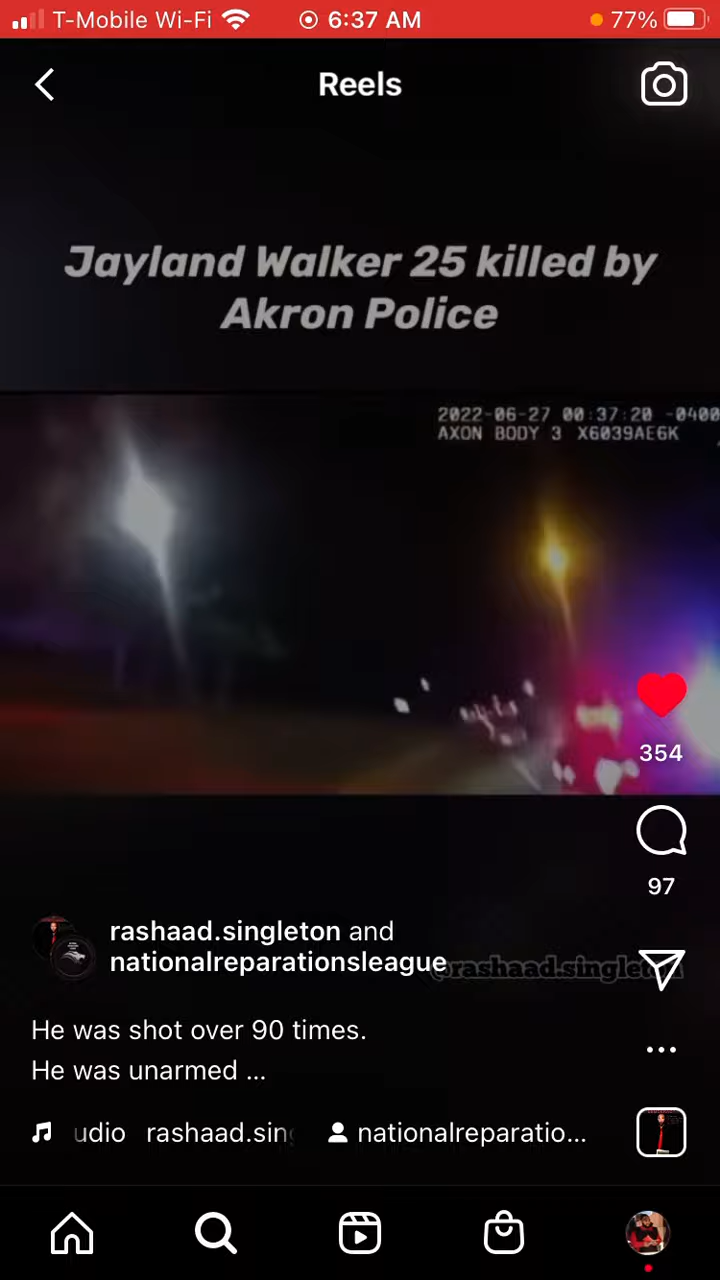 T-Mobile Wi-Fi 6:37 AM 77%
Reels
Jayland Walker 25 killed by
Akron Police
2022-06-27 00:37:20 -0400
AXON BODY 3 X6039AE6K
354
97
rashaad.singleton and
nationalreparationsleague
@rashaad.singleton
He was shot over 90 times.
He was unarmed ...
udio rashaad.sin nationalreparatio...